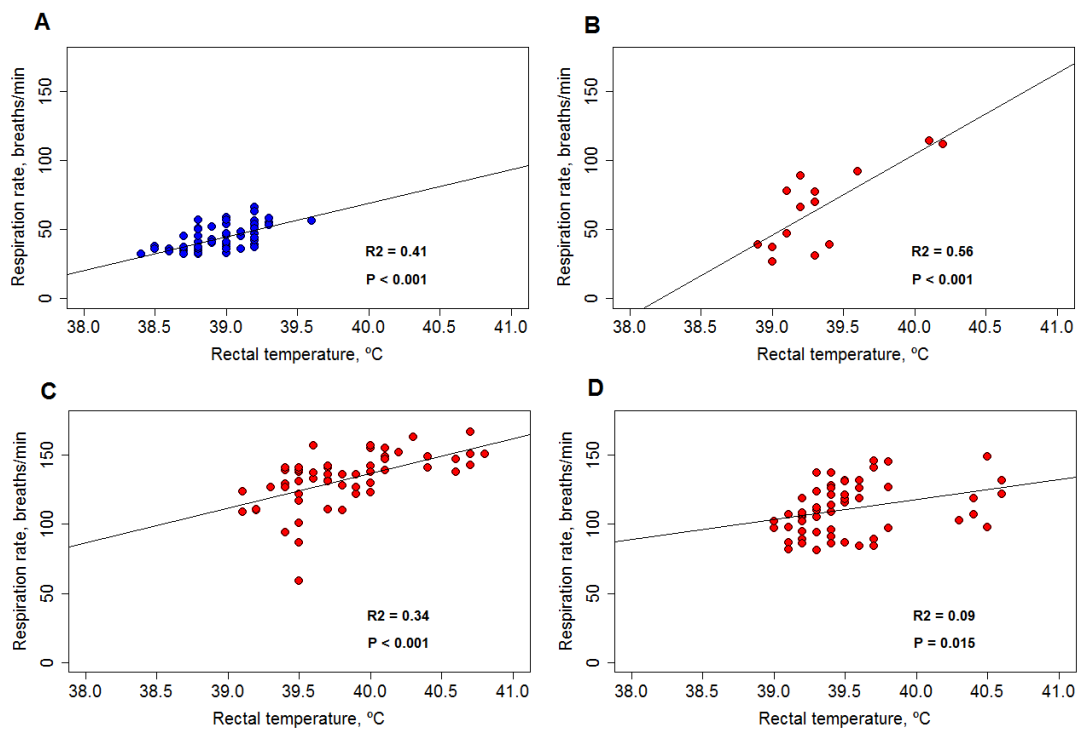 A
Respiration rate, breaths/min
150
100
50
0
R2 = 0.41
P < 0.001
38.0 38.5 39.0 39.5 40.0 40.5 41.0
Rectal temperature, ºC
B
Respiration rate, breaths/min
150
100
50
0
R2 = 0.56
P < 0.001
38.0 38.5 39.0 39.5 40.0 40.5 41.0
Rectal temperature, ºC
C
Respiration rate, breaths/min
150
100
50
0
R2 = 0.34
P < 0.001
38.0 38.5 39.0 39.5 40.0 40.5 41.0
Rectal temperature, ºC
D
Respiration rate, breaths/min
150
100
50
0
R2 = 0.09
P = 0.015
38.0 38.5 39.0 39.5 40.0 40.5 41.0
Rectal temperature, ºC